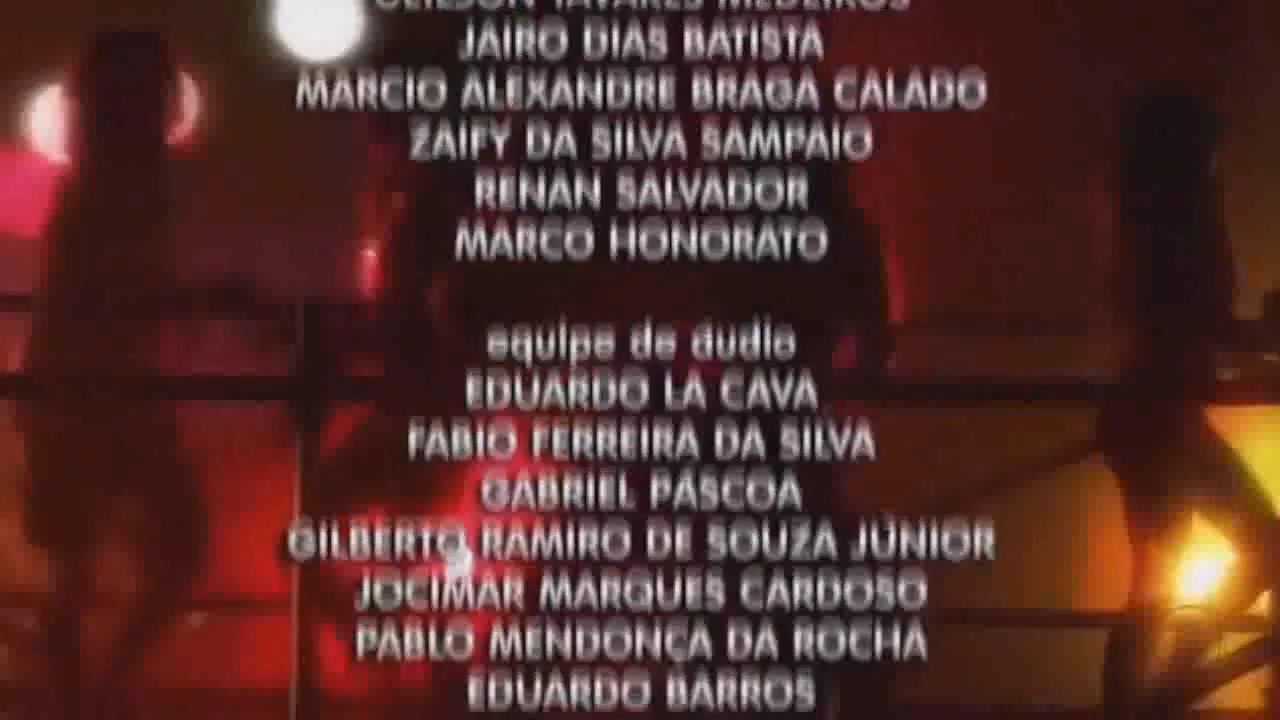 TAVARES MEDEIROS
JAIRO DIAS BATISTA
MARCIO ALEXANDRE BRAGA CALADO
ZAIFY DA SILVA SAMPAIO
RENAN SALVADOR
MARCO HONORATO
equipe de áudio
EDUARDO LA CAVA
FABIO FERREIRA DA SILVA
GABRIEL PÁSCOA
GILBERTO RAMIRO DE SOUZA JÚNIOR
JOCIMAR MARQUES CARDOSO
PABLO MENDONÇA DA ROCHA
EDUARDO BARROS